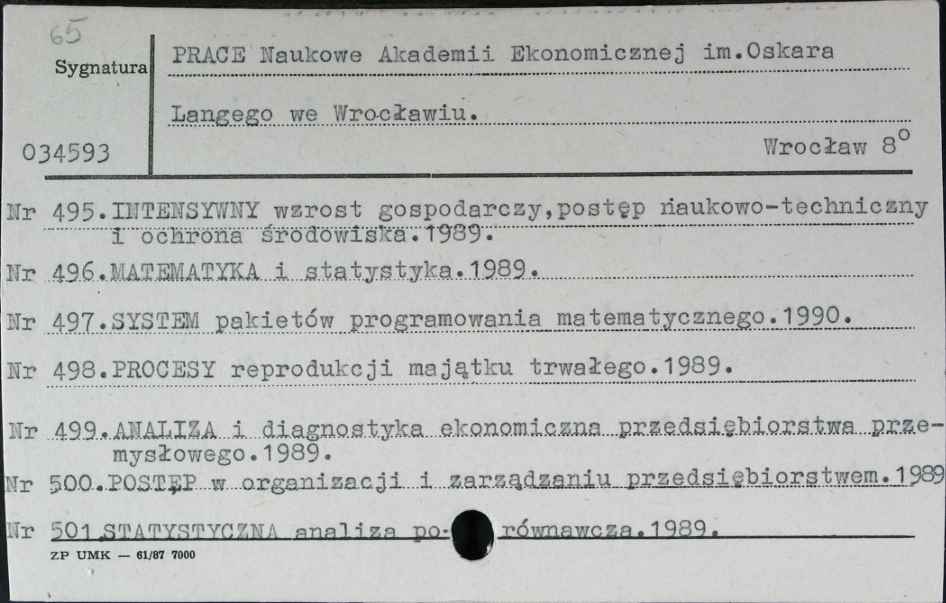 65
Sygnatura
PRACE Naukowe Akademii Ekonomicznej im.Oskara
Langego we Wrocławiu.
034593
Wrocław 8°
Nr 495.INTENSYWNY wzrost gospodarczy,postęp naukowo-techniczny
i ochrona środowiska.1989.
Nr 496.MATEMATYKA i statystyka.1989.
Nr 497.SYSTEM pakietów programowania matematycznego.1990.
Nr 498.PROCESY reprodukcji majątku trwałego.1989.
Nr 499.ANALIZA i diagnostyka ekonomiczna przedsiębiorstwa prze-
mysłowego.1989.
Nr 500.POSTĘP w organizacji i zarządzaniu przedsiębiorstwem.1989
Nr 501.STATYSTYCZNA analiza po- równawcza.1989.
ZP UMK — 61/87 7000